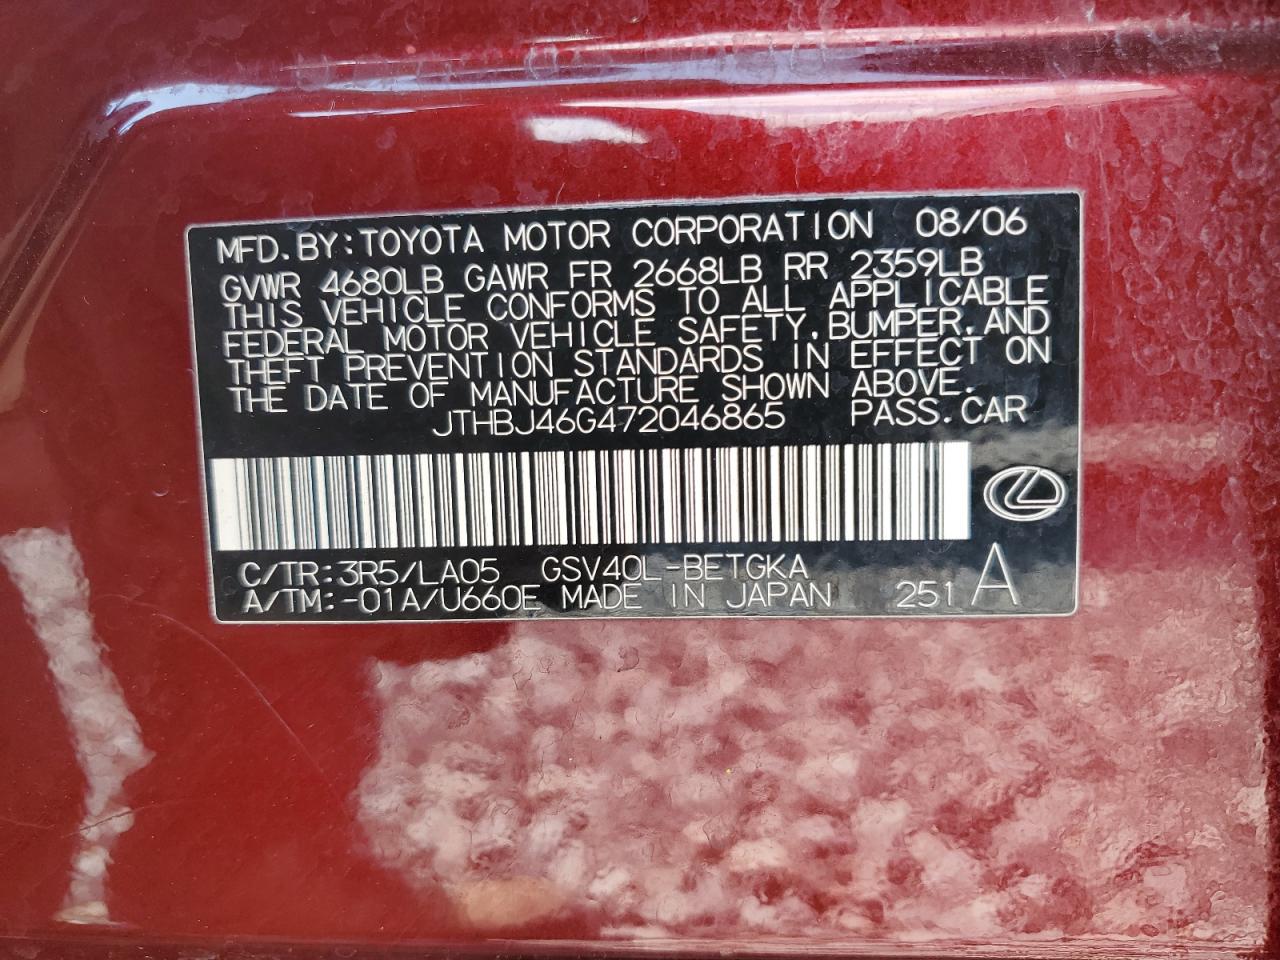 MFD. BY: TOYOTA MOTOR CORPORATION 08/06
GVWR 4680LB GAWR FR 2668LB RR 2359LB
THIS VEHICLE CONFORMS TO ALL APPLICABLE
FEDERAL MOTOR VEHICLE SAFETY, BUMPER, AND
THEFT PREVENTION STANDARDS IN EFFECT ON
THE DATE OF MANUFACTURE SHOWN ABOVE.
JTHBJ46G472046865 PASS. CAR
C/TR: 3R5/LA05 GSV40L-BETGKA
A/TM: -01A/U660E MADE IN JAPAN 251 A